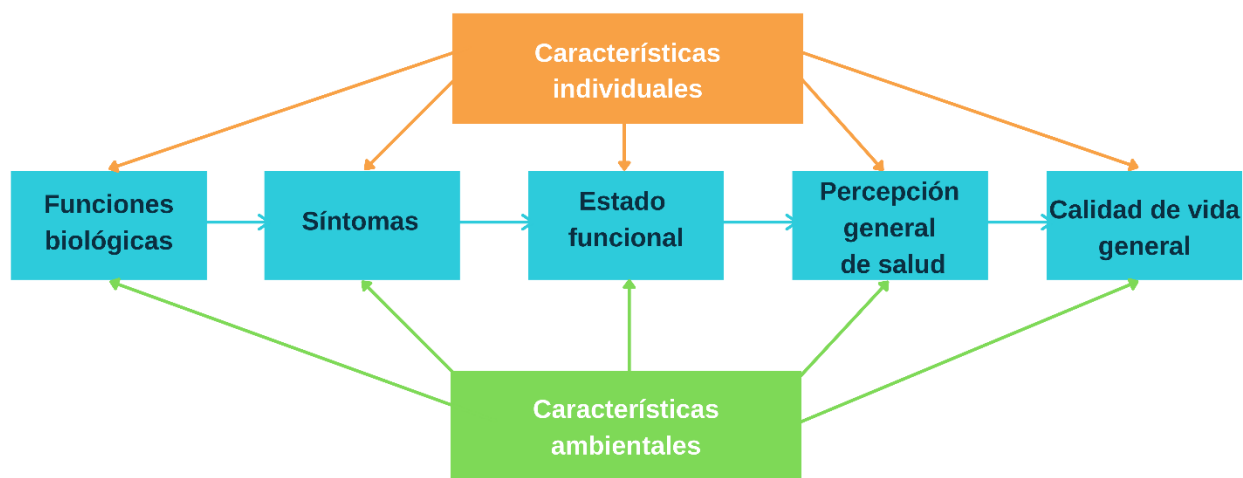 Características
individuales
Funciones
biológicas
Síntomas
Estado
funcional
Percepción
general
de salud
Calidad de vida
general
Características
ambientales